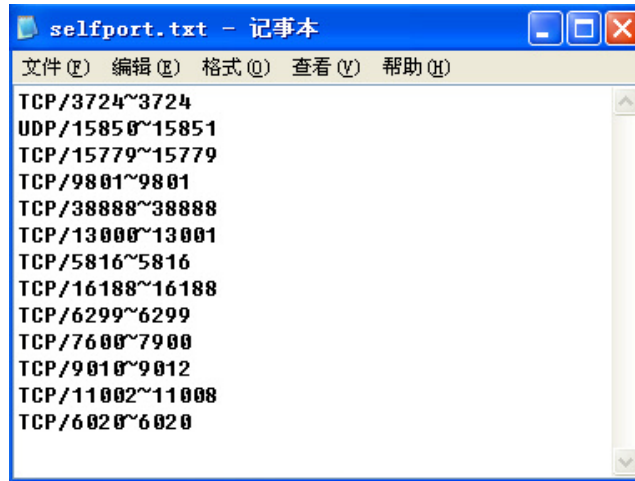 selfport.txt - 记事本
文件(F) 编辑(E) 格式(O) 查看(V) 帮助(H)
TCP/3724~3724
UDP/15850~15851
TCP/15779~15779
TCP/9801~9801
TCP/38888~38888
TCP/13000~13001
TCP/5816~5816
TCP/16188~16188
TCP/6299~6299
TCP/7600~7900
TCP/9010~9012
TCP/11002~11008
TCP/6020~6020